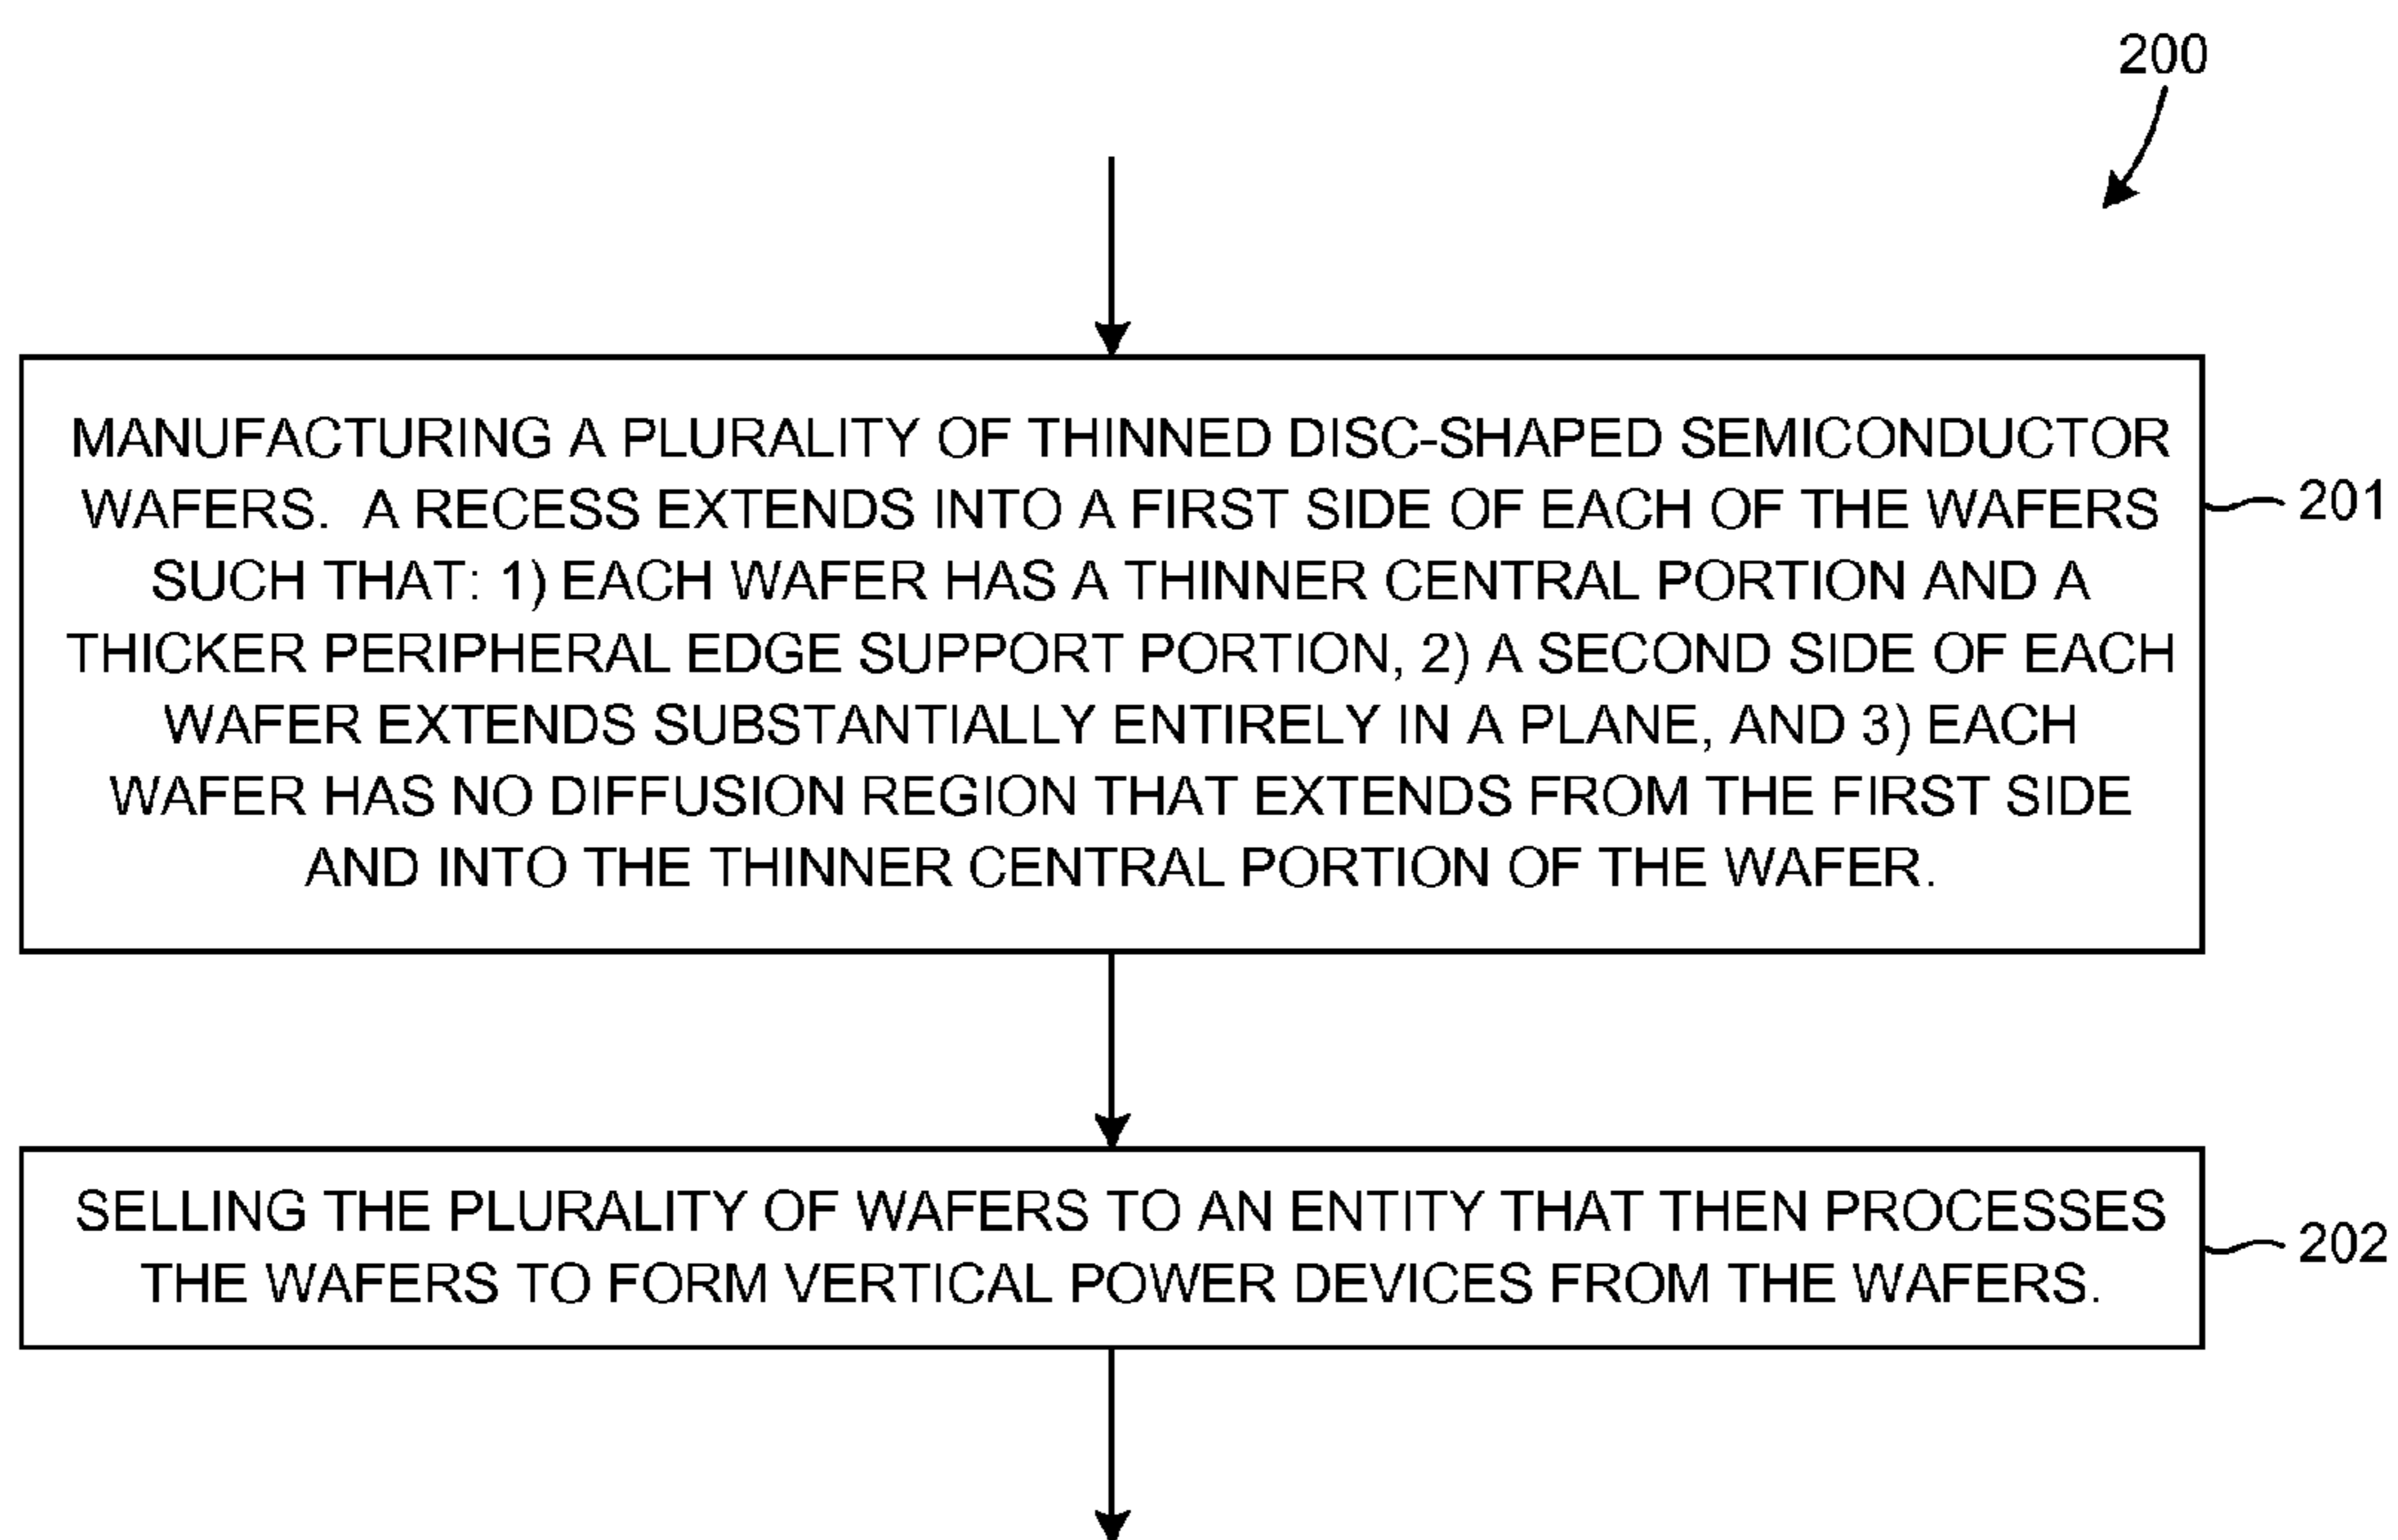 200
MANUFACTURING A PLURALITY OF THINNED DISC-SHAPED SEMICONDUCTOR
WAFERS. A RECESS EXTENDS INTO A FIRST SIDE OF EACH OF THE WAFERS
SUCH THAT: 1) EACH WAFER HAS A THINNER CENTRAL PORTION AND A
THICKER PERIPHERAL EDGE SUPPORT PORTION, 2) A SECOND SIDE OF EACH
WAFER EXTENDS SUBSTANTIALLY ENTIRELY IN A PLANE, AND 3) EACH
WAFER HAS NO DIFFUSION REGION THAT EXTENDS FROM THE FIRST SIDE
AND INTO THE THINNER CENTRAL PORTION OF THE WAFER.
201
SELLING THE PLURALITY OF WAFERS TO AN ENTITY THAT THEN PROCESSES
THE WAFERS TO FORM VERTICAL POWER DEVICES FROM THE WAFERS.
202